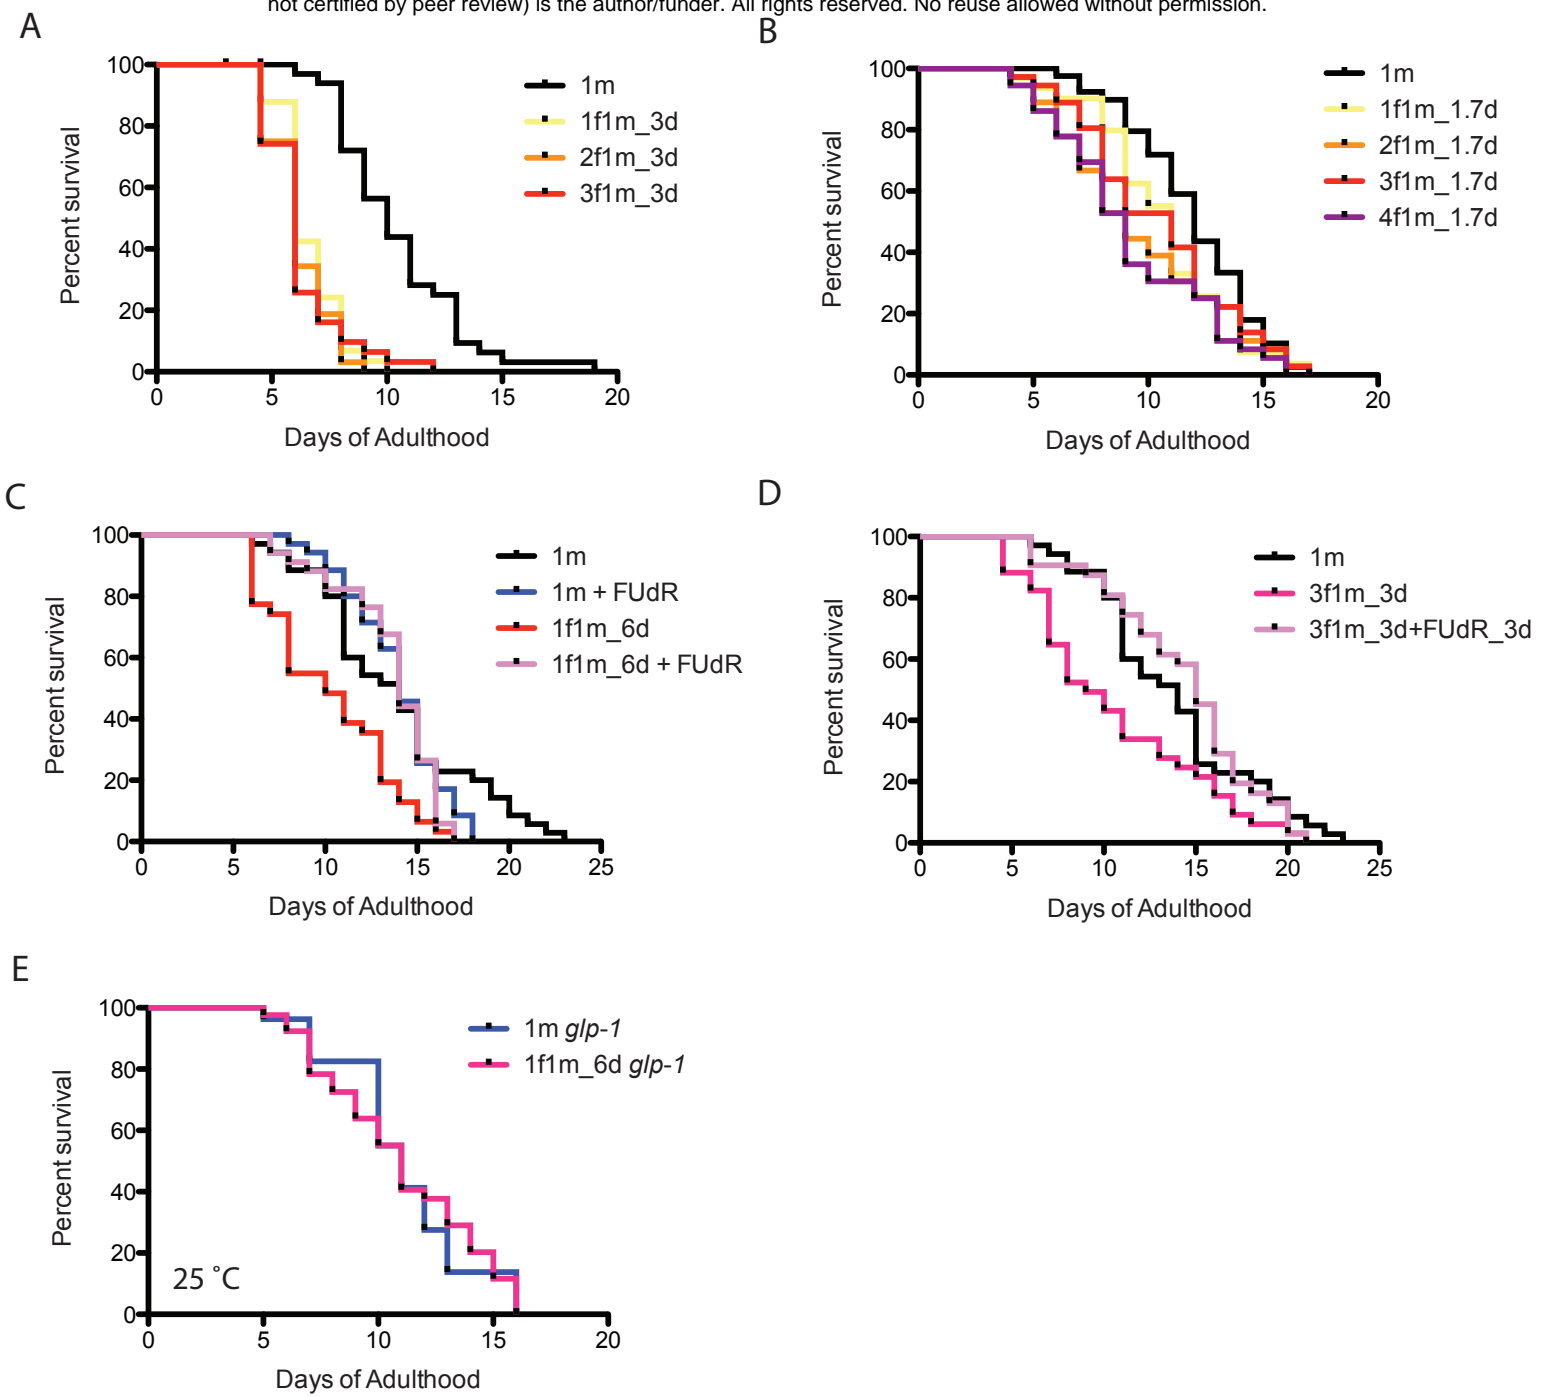 not certified by peer review) is the author/funder. All rights reserved. No reuse allowed without permission.
A
Percent survival
100
80
60
40
20
0
0 5 10 15 20
Days of Adulthood
1m
1f1m_3d
2f1m_3d
3f1m_3d
B
Percent survival
100
80
60
40
20
0
0 5 10 15 20
Days of Adulthood
1m
1f1m_1.7d
2f1m_1.7d
3f1m_1.7d
4f1m_1.7d
C
Percent survival
100
80
60
40
20
0
0 5 10 15 20 25
Days of Adulthood
1m
1m + FUdR
1f1m_6d
1f1m_6d + FUdR
D
Percent survival
100
80
60
40
20
0
0 5 10 15 20 25
Days of Adulthood
1m
3f1m_3d
3f1m_3d+FUdR_3d
E
Percent survival
100
80
60
40
20
0
0 5 10 15 20
Days of Adulthood
25 ˚C
1m glp-1
1f1m_6d glp-1